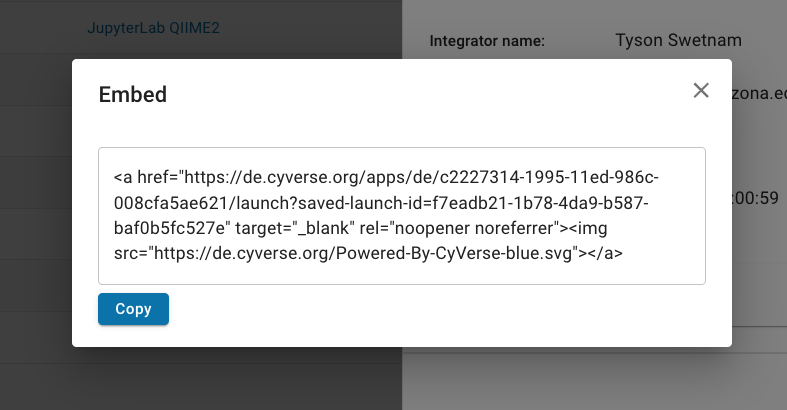 JupyterLab QIIME2
Integrator name: Tyson Swetnam
Embed
zona.ed
<a href="https://de.cyverse.org/apps/de/c2227314-1995-11ed-986c-
008cfa5ae621/launch?saved-launch-id=f7eadb21-1b78-4da9-b587-
baf0b5fc527e" target="_blank" rel="noopener noreferrer"><img
src="https://de.cyverse.org/Powered-By-CyVerse-blue.svg"></a>
:00:59
Copy